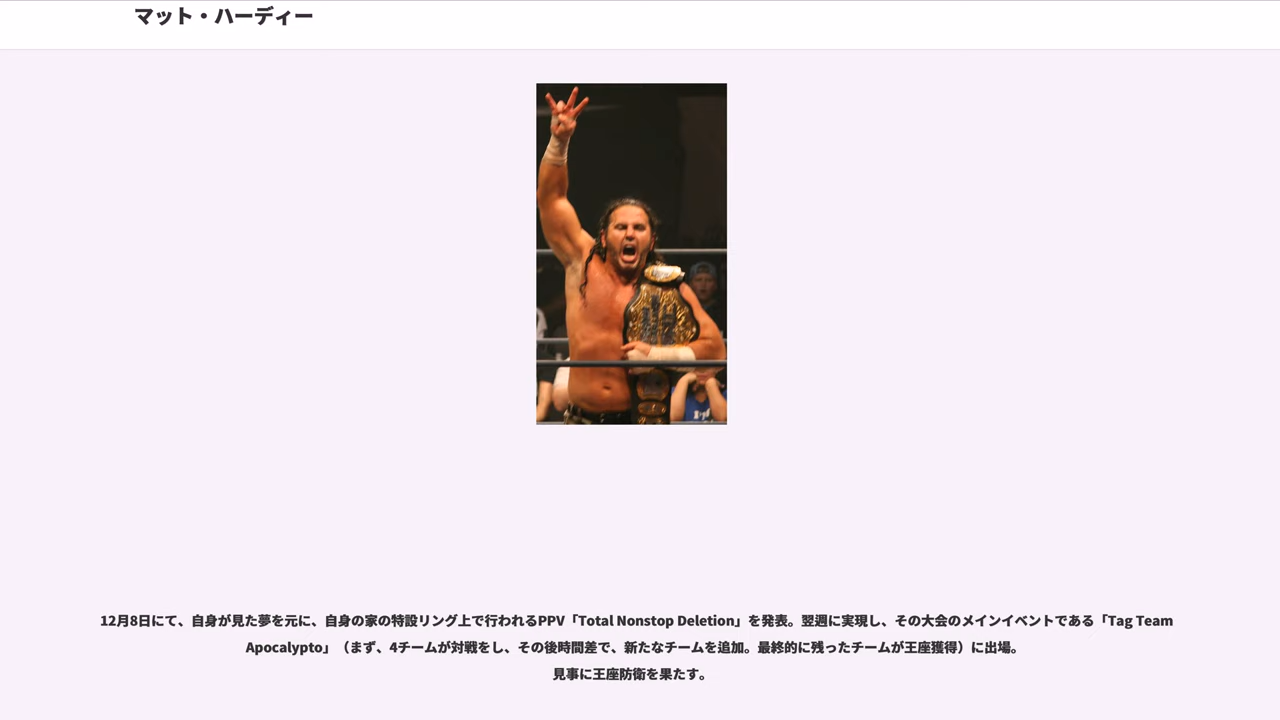 マット・ハーディー
12月8日にて、自身が見た夢を元に、自身の家の特設リング上で行われるPPV「Total Nonstop Deletion」を発表。翌週に実現し、その大会のメインイベントである「Tag Team
Apocalypto」（まず、4チームが対戦をし、その後時間差で、新たなチームを追加。最終的に残ったチームが王座獲得）に出場。
見事に王座防衛を果たす。